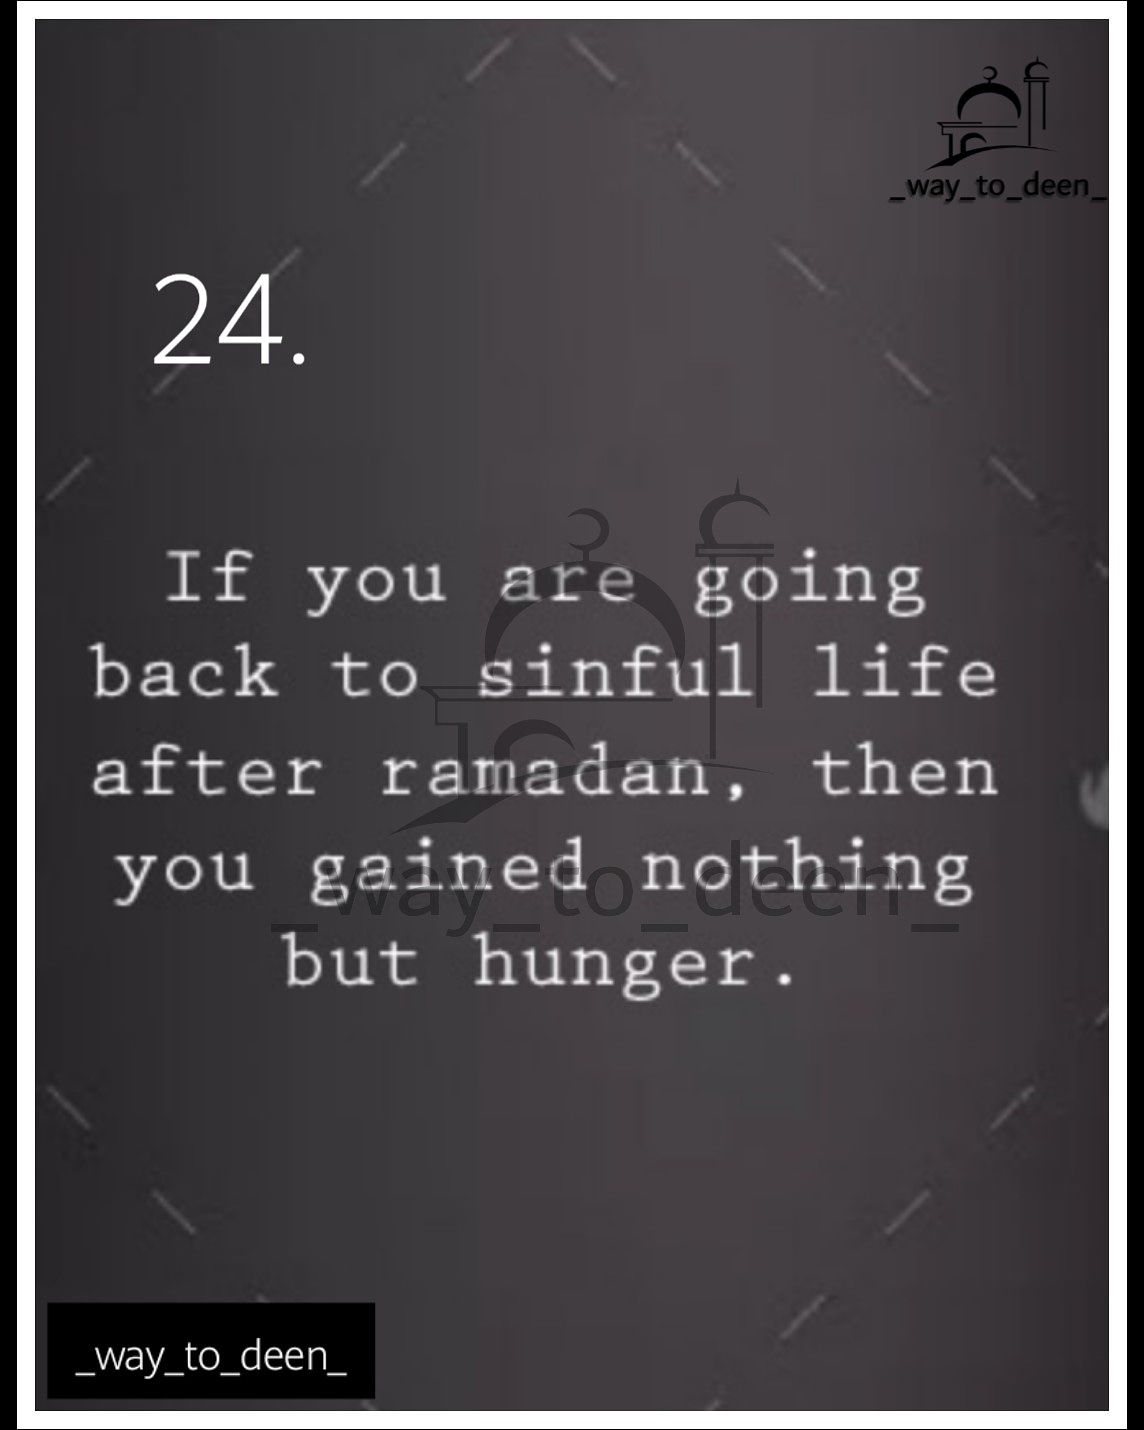 _way_to_deen_
24.
If you are going
back to sinful life
after ramadan, then
you gained nothing
but hunger.
_way_to_deen_
_way_to_deen_